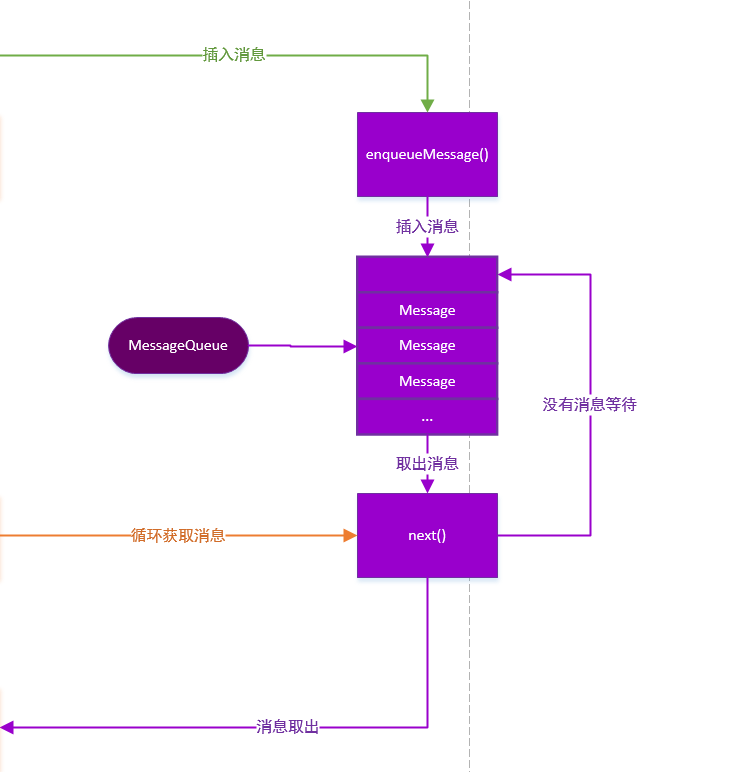 插入消息
enqueueMessage()
插入消息
Message
MessageQueue
Message
Message
没有消息等待
...
取出消息
循环获取消息
next()
消息取出